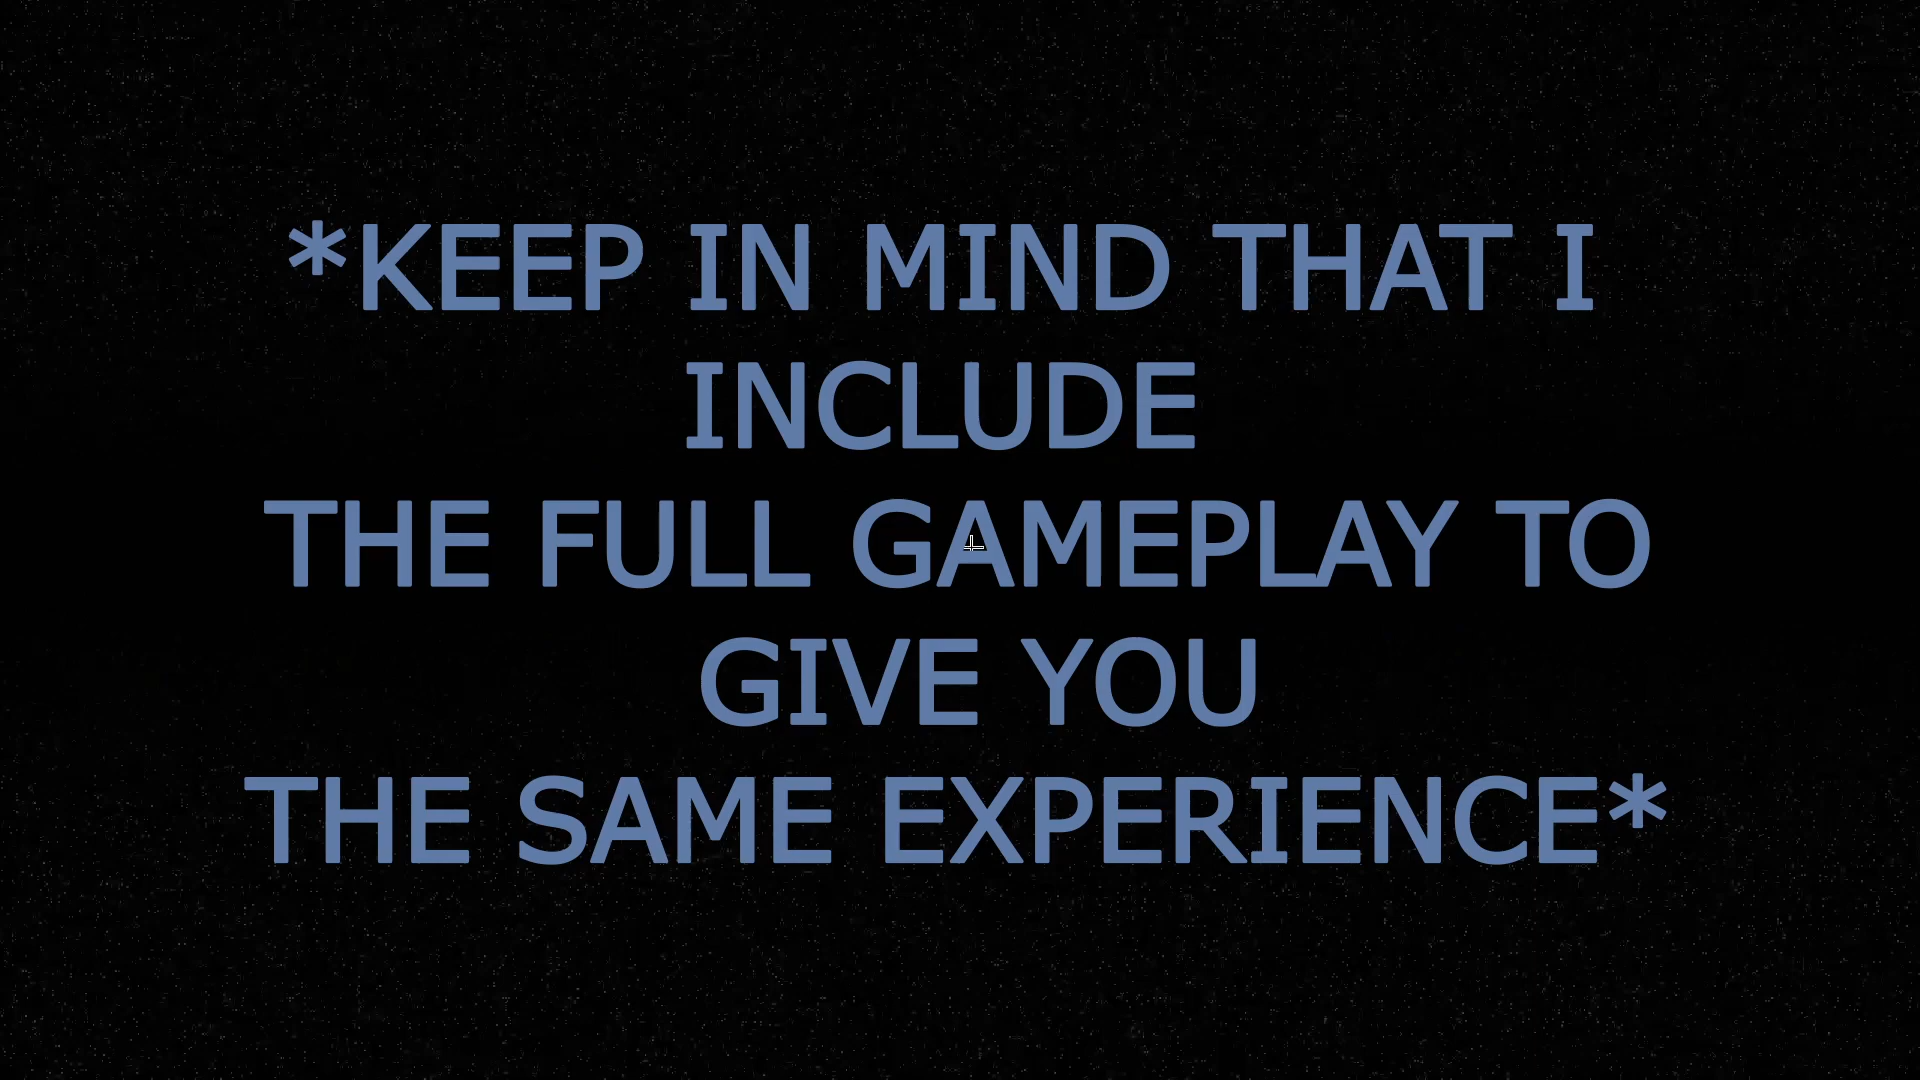 *KEEP IN MIND THAT I
INCLUDE
THE FULL GAMEPLAY TO
GIVE YOU
THE SAME EXPERIENCE*